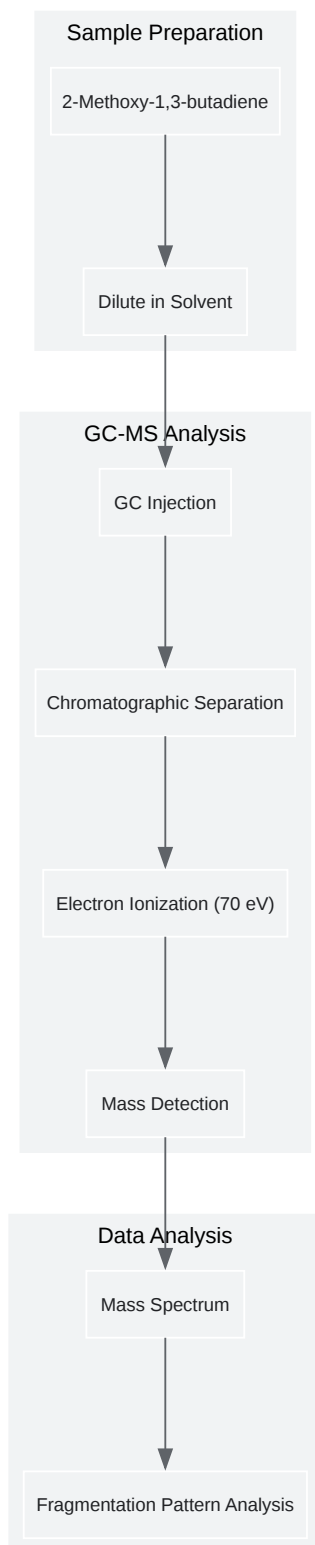 Sample Preparation
2-Methoxy-1,3-butadiene
Dilute in Solvent
GC-MS Analysis
GC Injection
Chromatographic Separation
Electron Ionization (70 eV)
Mass Detection
Data Analysis
Mass Spectrum
Fragmentation Pattern Analysis